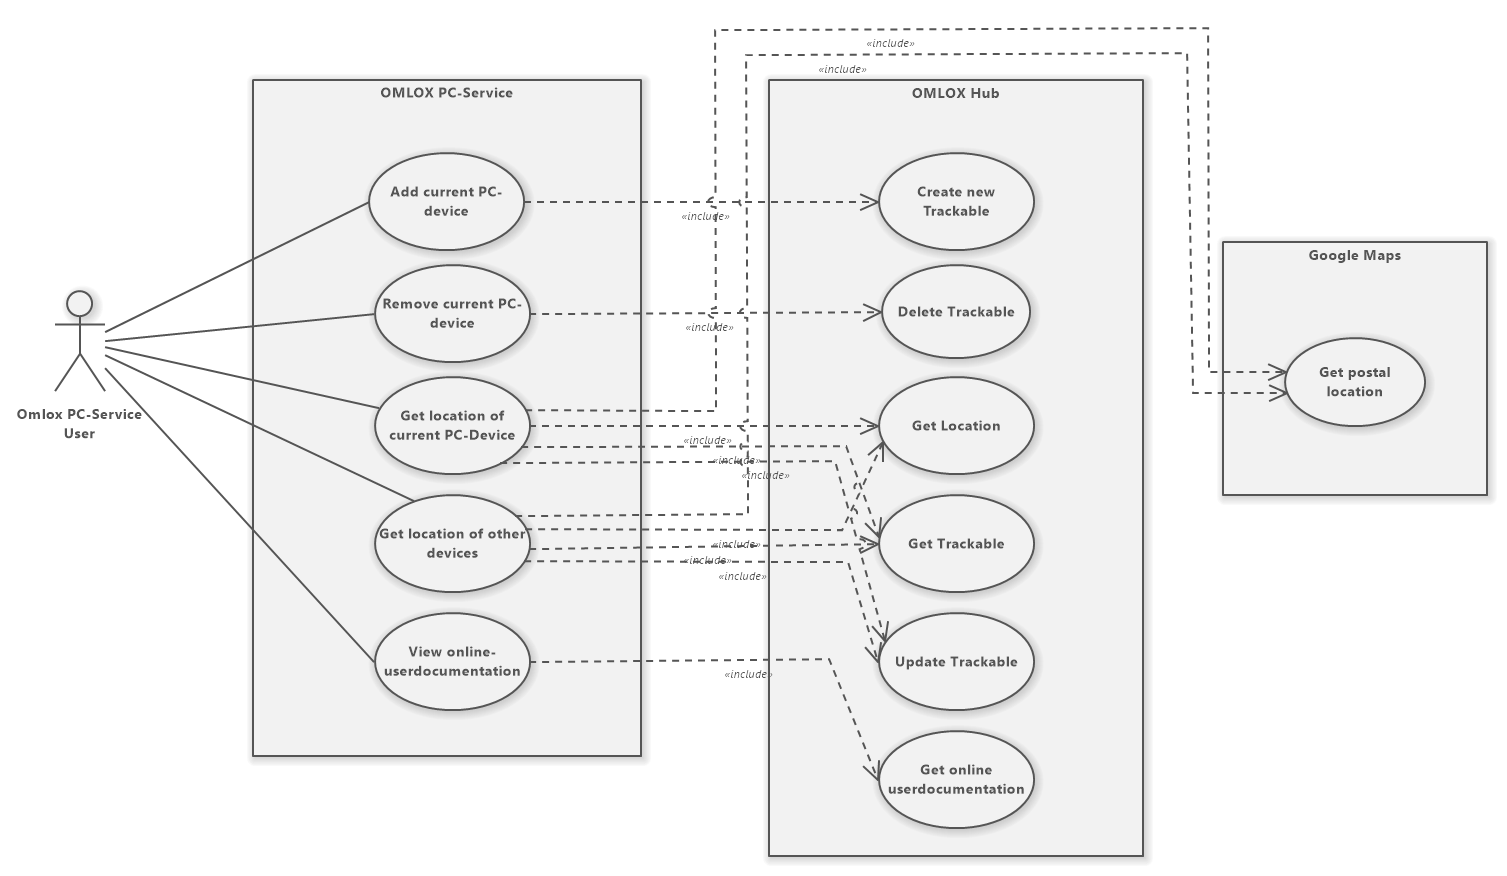 «include»
«include»
OMLOX PC-Service
OMLOX Hub
Add current PC-
device
Create new
Trackable
«include»
Google Maps
Remove current PC-
device
Delete Trackable
«include»
Get postal
location
Omlox PC-Service
User
Get location of
current PC-Device
Get Location
«include»
«include»
«include»
Get location of other
devices
Get Trackable
«include»
«include»
«include»
View online-
userdocumentation
Update Trackable
«include»
Get online
userdocumentation